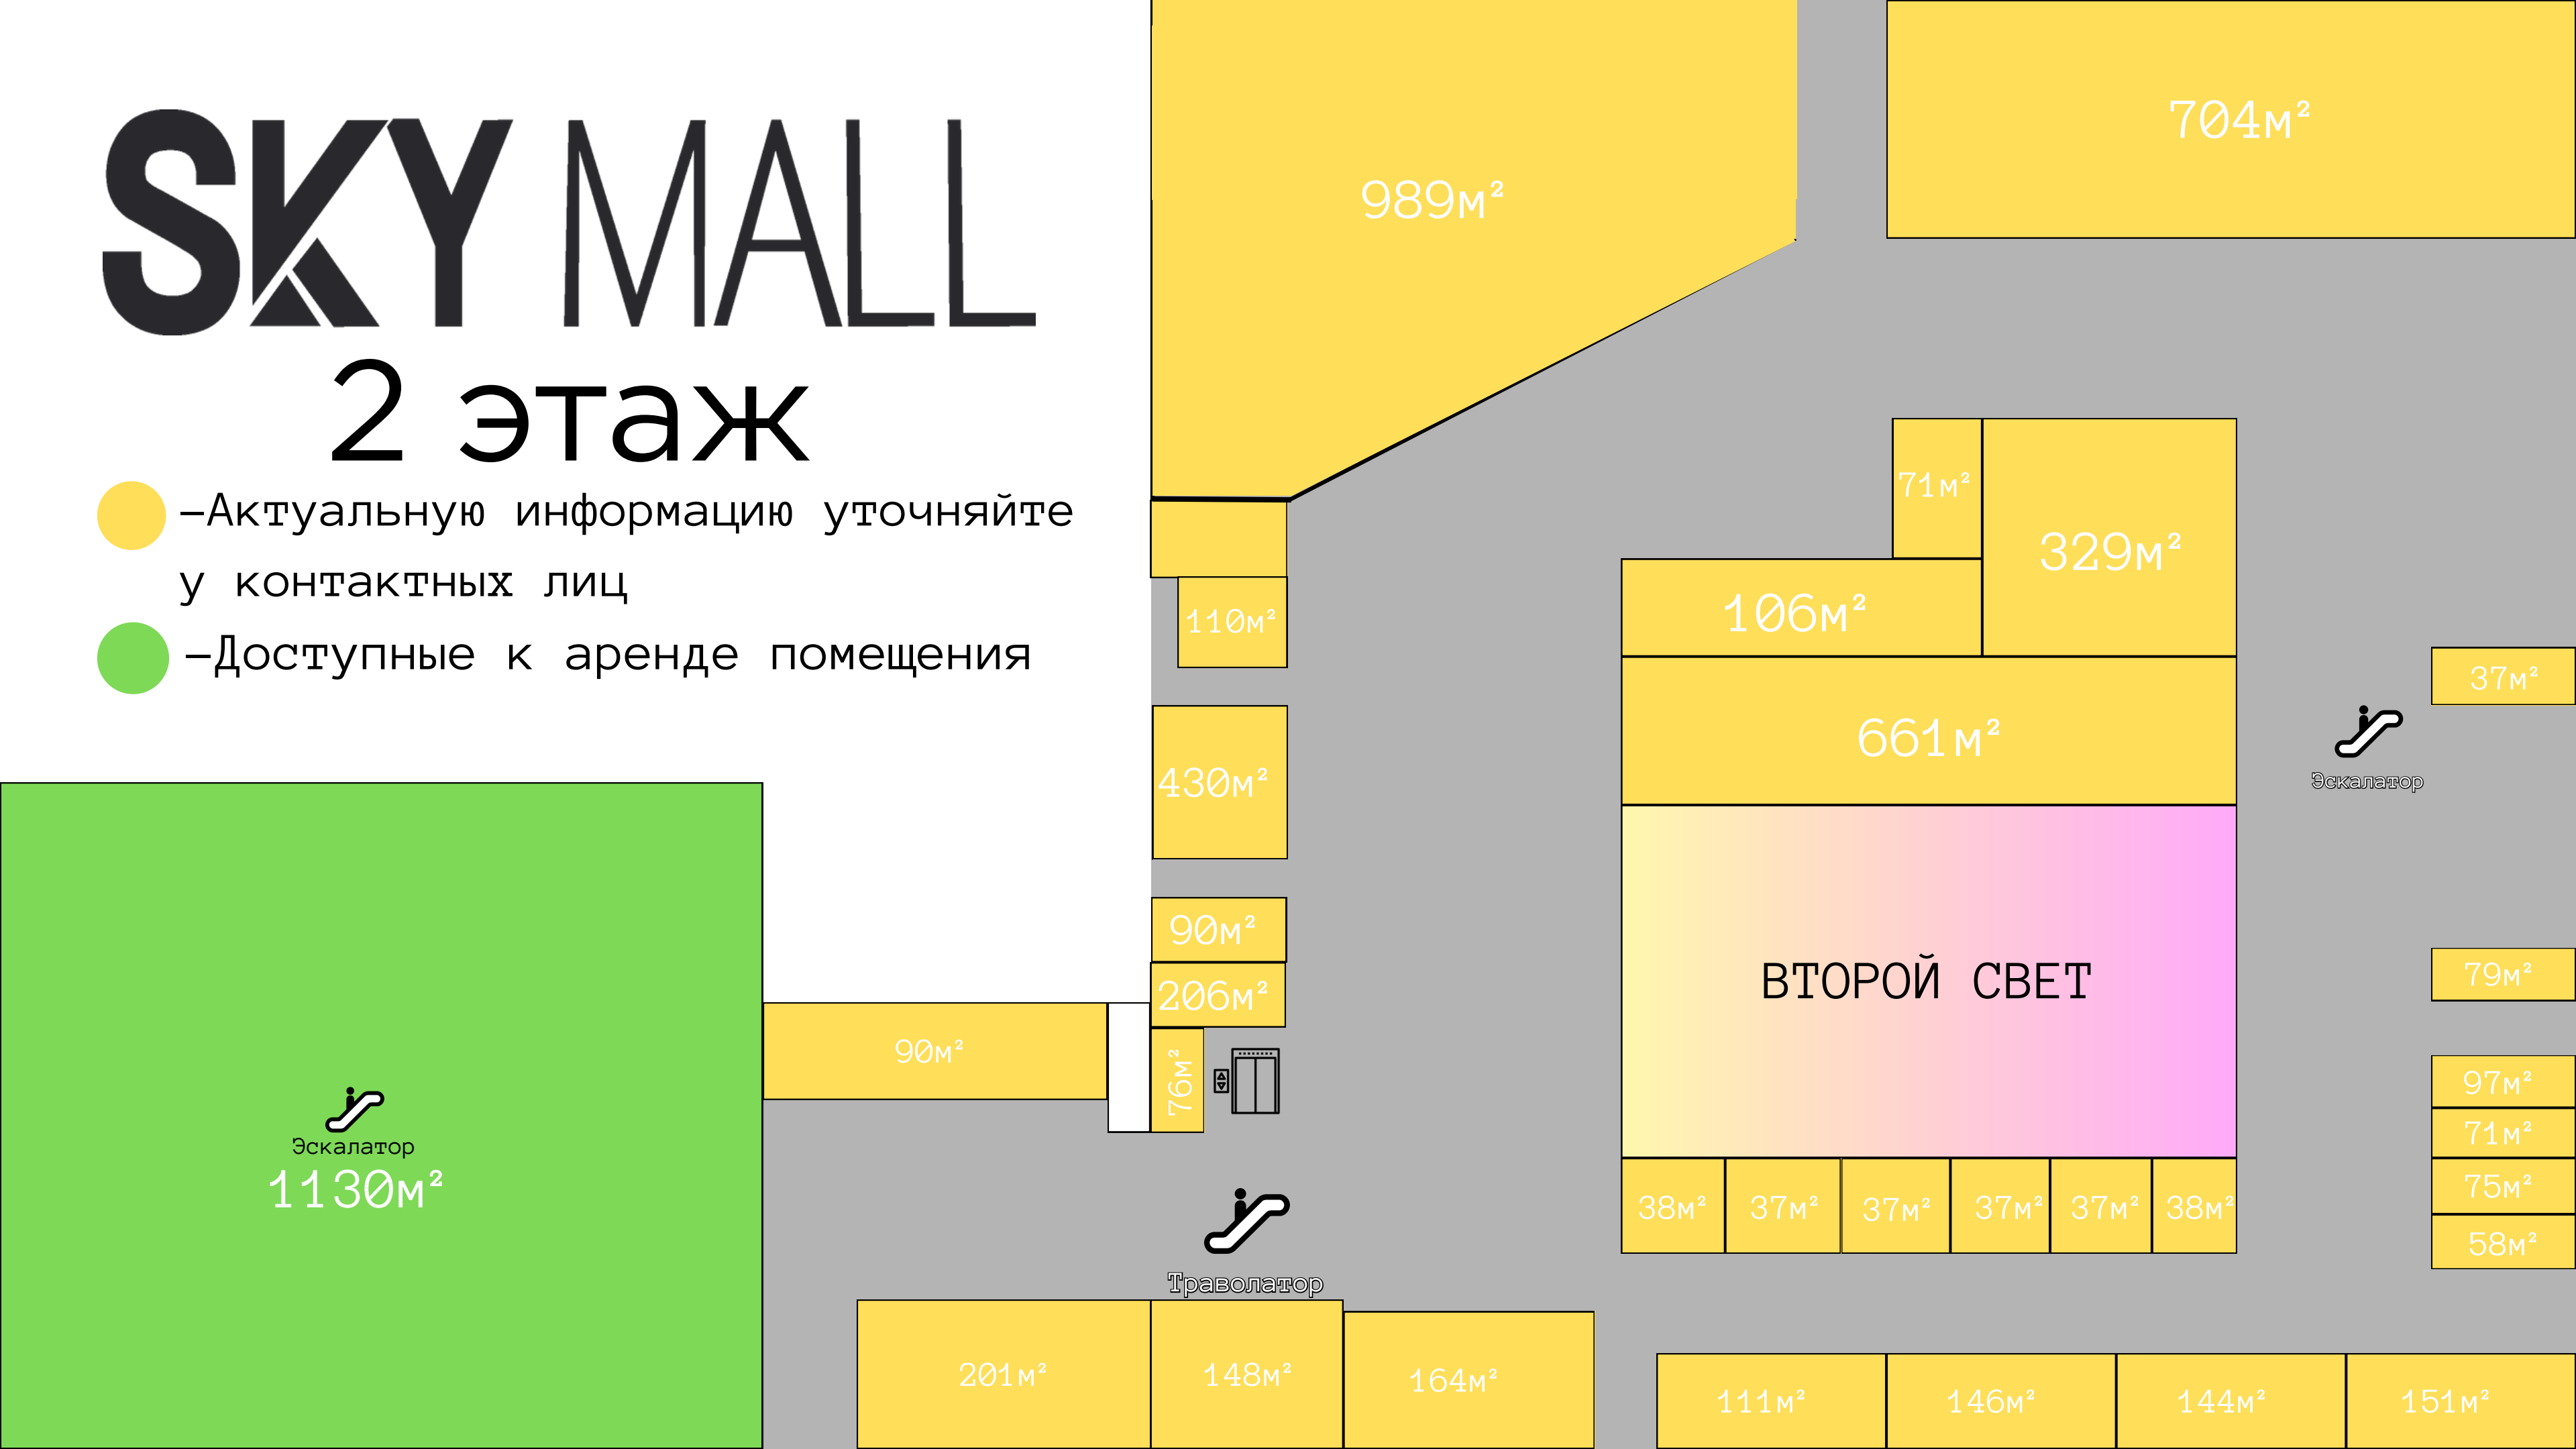 SKY MALL
2 этаж
—Актуальную информацию уточняйте
у контактных лиц
—Доступные к аренде помещения
989м²
704м²
71м²
329м²
110м²
106м²
37м²
661м²
Эскалатор
430м²
90м²
206м²
ВТОРОЙ СВЕТ
79м²
90м²
76м²
97м²
71м²
Эскалатор
1130м²
75м²
38м²
37м²
37м²
37м²
37м²
38м²
58м²
Траволатор
201м²
148м²
164м²
111м²
146м²
144м²
151м²